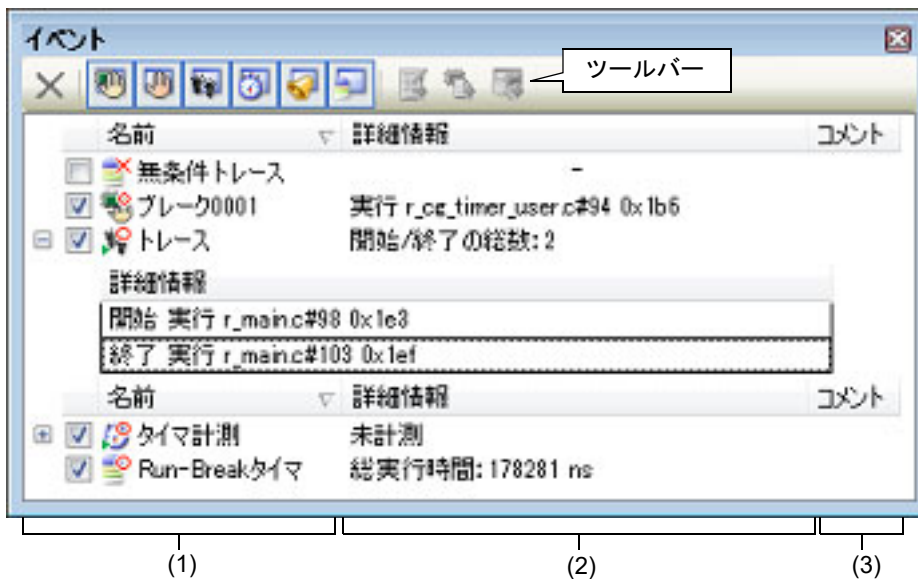 イベント
ツールバー
名前 詳細情報 コメント
無条件トレース -
ブレーク0001 実行 r_cg_timer_user.c#94 0x1b6
トレース 開始/終了の総数: 2
詳細情報
開始 実行 r_main.c#98 0x1e3
終了 実行 r_main.c#103 0x1ef
名前 詳細情報 コメント
タイマ計測 未計測
Run-Breakタイマ 総実行時間: 178281 ns
(1) (2) (3)